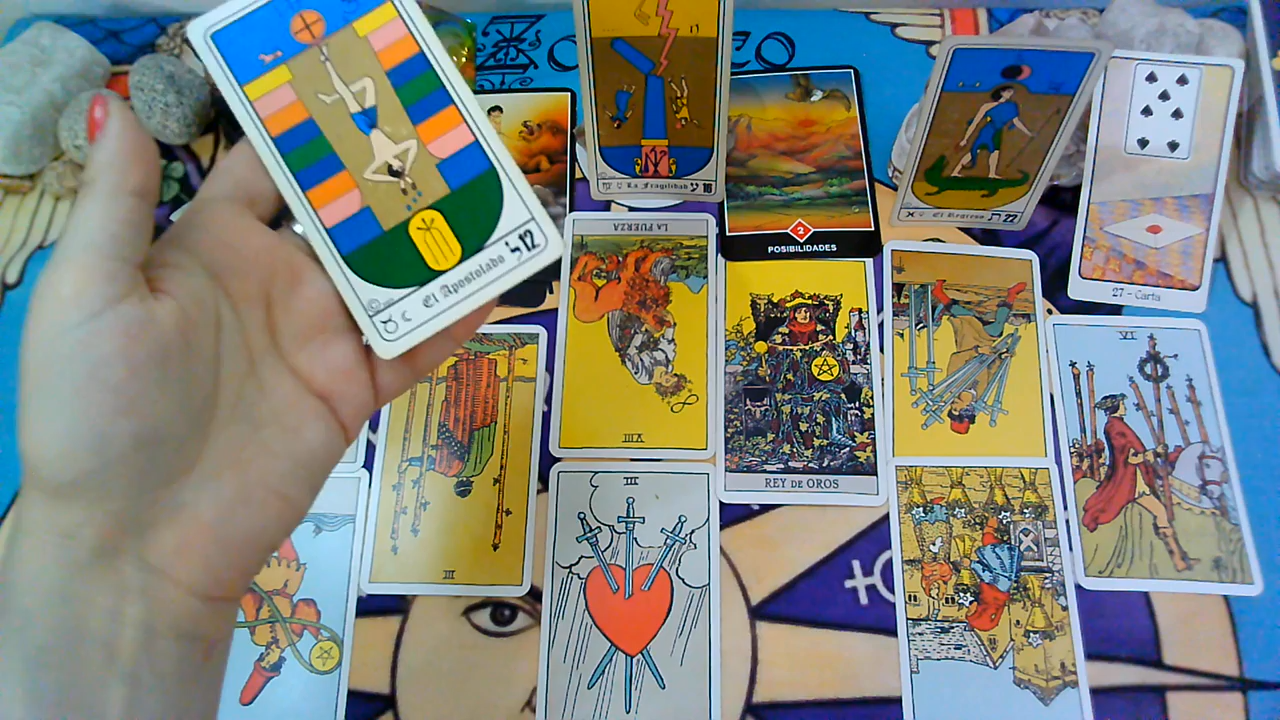 El Apostolado 12
La Fragilidad 16
2
POSIBILIDADES
El Regreso 22
27 - Carta
LA FUERZA
VIII
REY DE OROS
VI
III
III